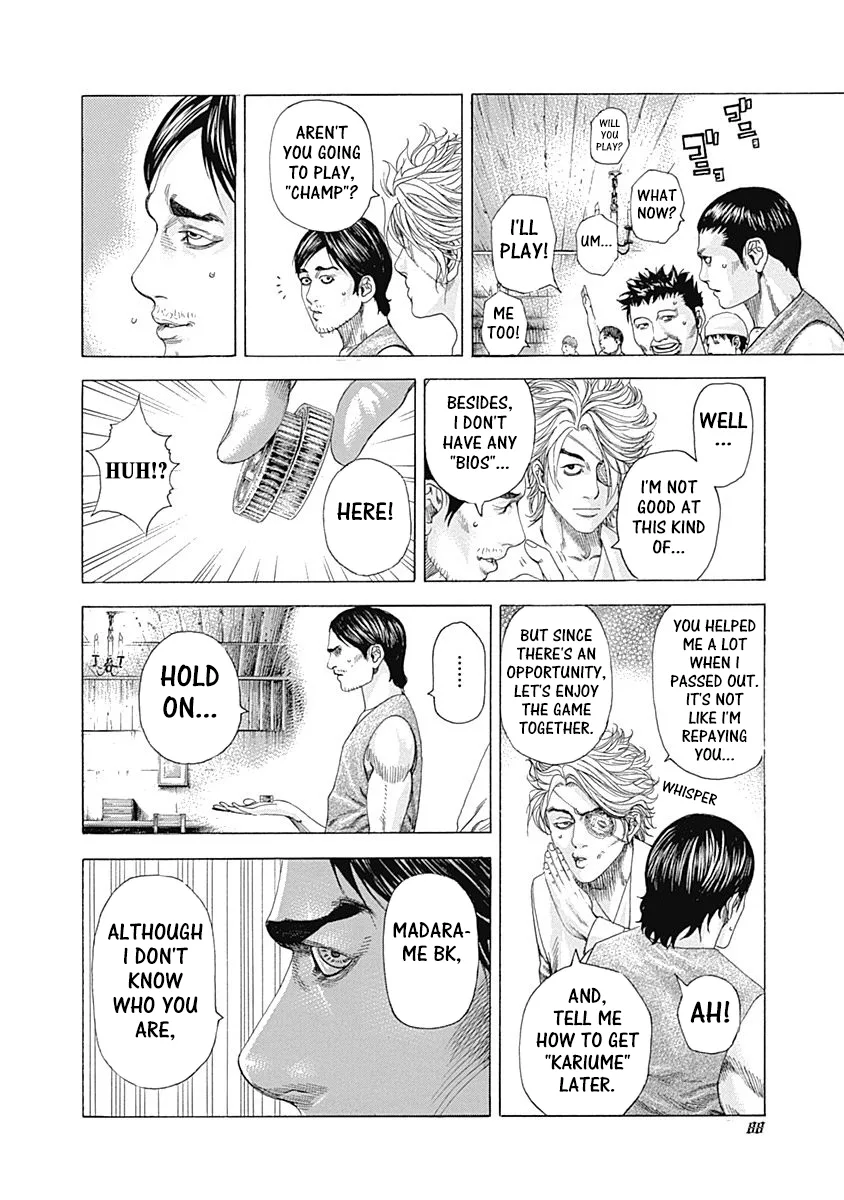 WILL
YOU
PLAY?
WHAT
NOW?
UM...
I'LL
PLAY!
ME
TOO!
AREN'T
YOU GOING
TO PLAY,
"CHAMP"?
WELL
...
I'M NOT
GOOD AT
THIS KIND
OF...
BESIDES,
I DON'T
HAVE ANY
"BIOS"...
HERE!
HUH!?
YOU HELPED
ME A LOT
WHEN I
PASSED OUT.
IT'S NOT
LIKE I'M
REPAYING
YOU...
BUT SINCE
THERE'S AN
OPPORTUNITY,
LET'S ENJOY
THE GAME
TOGETHER.
WHISPER
AH!
AND,
TELL ME
HOW TO GET
"KARIUME"
LATER.
......
HOLD
ON...
MADARA-
ME BK,
ALTHOUGH
I DON'T
KNOW
WHO YOU
ARE,
88